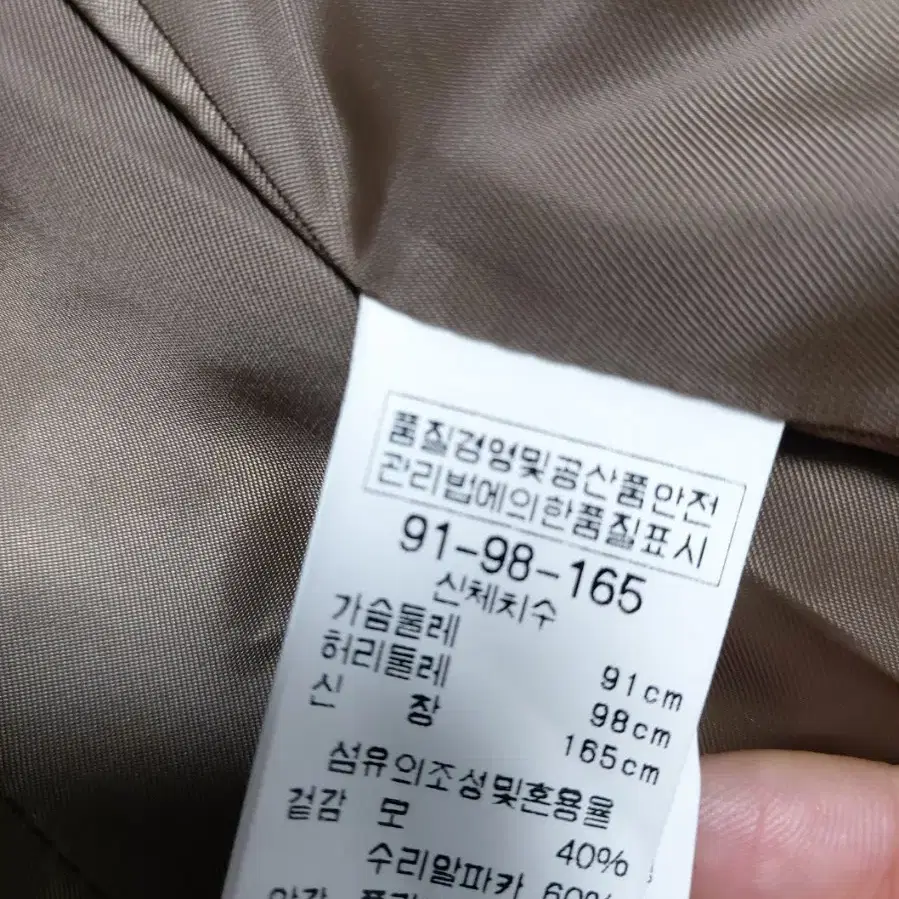 품질경영및공산품안전
관리법에의한품질표시
91-98-165
신체치수
가슴둘레 91cm
허리둘레 98cm
신 장 165cm
섬유의조성및혼용율
겉감 모 40%
수리알파카 60%